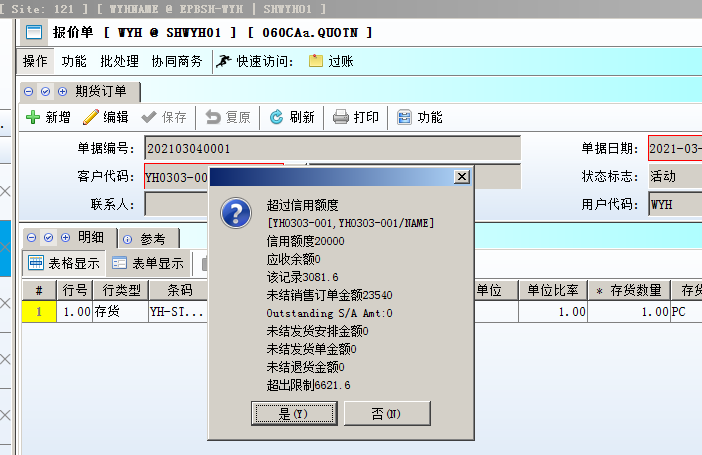 [ Site: 121 ] [ WYHNAME @ EPBSH-WYH | SHWYH01 ]
报价单 [ WYH @ SHWYH01 ] [ 060CAa.QUOTN ]
操作 功能 批处理 协同商务 快速访问: 过账
期货订单
新增 编辑 保存 复原 刷新 打印 功能
单据编号: 202103040001 单据日期: 2021-03-
客户代码: YH0303-00 状态标志: 活动
联系人: 用户代码: WYH
超过信用额度
[YH0303-001,YH0303-001/NAME]
信用额度20000
应收余额0
该记录3081.6
未结销售订单金额23540
Outstanding S/A Amt:0
未结发货安排金额0
未结发货单金额0
未结退货金额0
超出限制6621.6
是(Y) 否(N)
明细 参考
表格显示 表单显示
# 行号 行类型 条码 单位 单位比率 * 存货数量 存货
1 1.00 存货 YH-SI... 1.00 1.00 PC